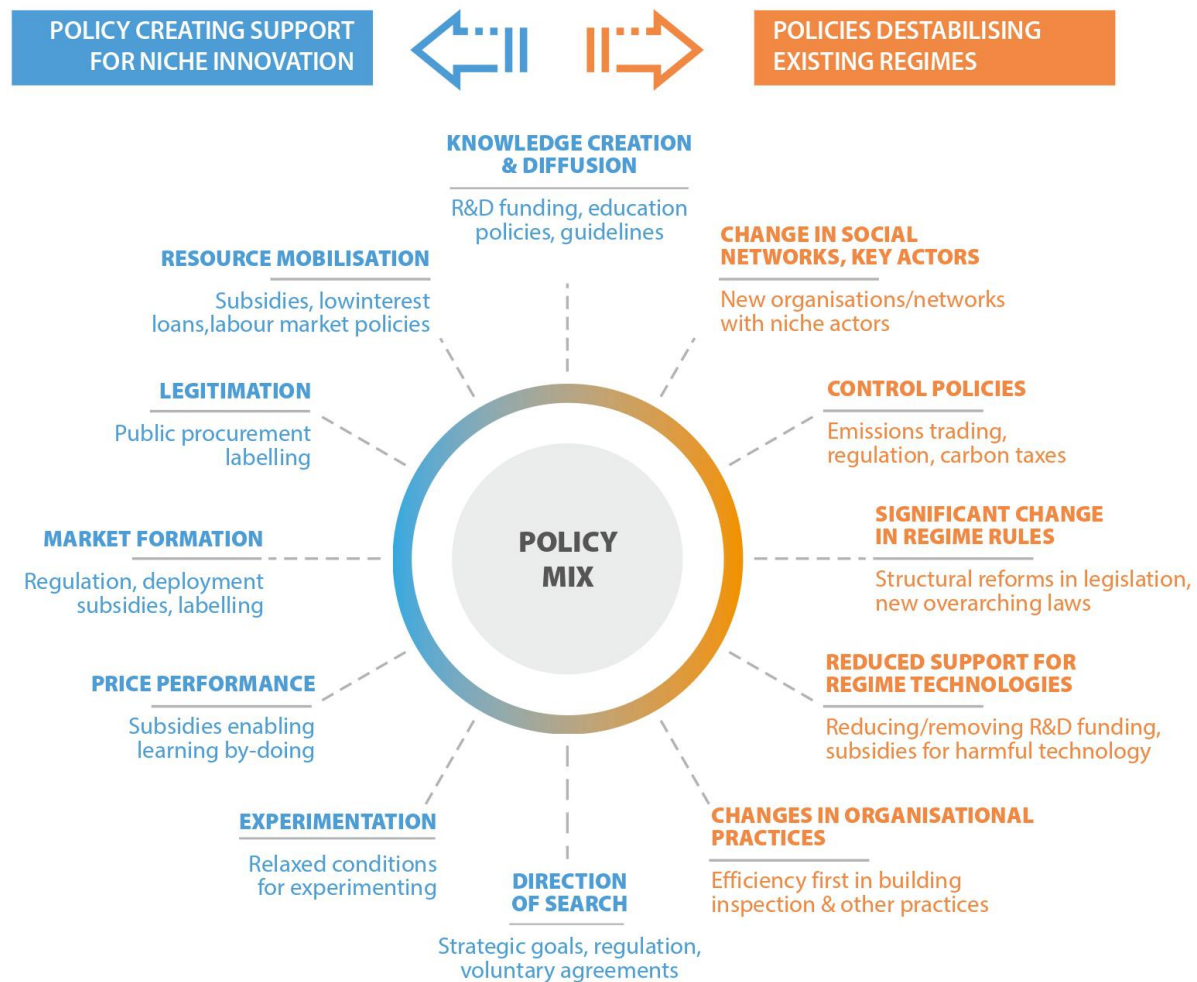 POLICY CREATING SUPPORT
FOR NICHE INNOVATION
POLICIES DESTABILISING
EXISTING REGIMES
KNOWLEDGE CREATION
& DIFFUSION
R&D funding, education
policies, guidelines
RESOURCE MOBILISATION
Subsidies, lowinterest
loans,labour market policies
LEGITIMATION
Public procurement
labelling
MARKET FORMATION
Regulation, deployment
subsidies, labelling
PRICE PERFORMANCE
Subsidies enabling
learning by-doing
EXPERIMENTATION
Relaxed conditions
for experimenting
DIRECTION
OF SEARCH
Strategic goals, regulation,
voluntary agreements
CHANGE IN SOCIAL
NETWORKS, KEY ACTORS
New organisations/networks
with niche actors
CONTROL POLICIES
Emissions trading,
regulation, carbon taxes
SIGNIFICANT CHANGE
IN REGIME RULES
Structural reforms in legislation,
new overarching laws
REDUCED SUPPORT FOR
REGIME TECHNOLOGIES
Reducing/removing R&D funding,
subsidies for harmful technology
CHANGES IN ORGANISATIONAL
PRACTICES
Efficiency first in building
inspection & other practices
POLICY
MIX